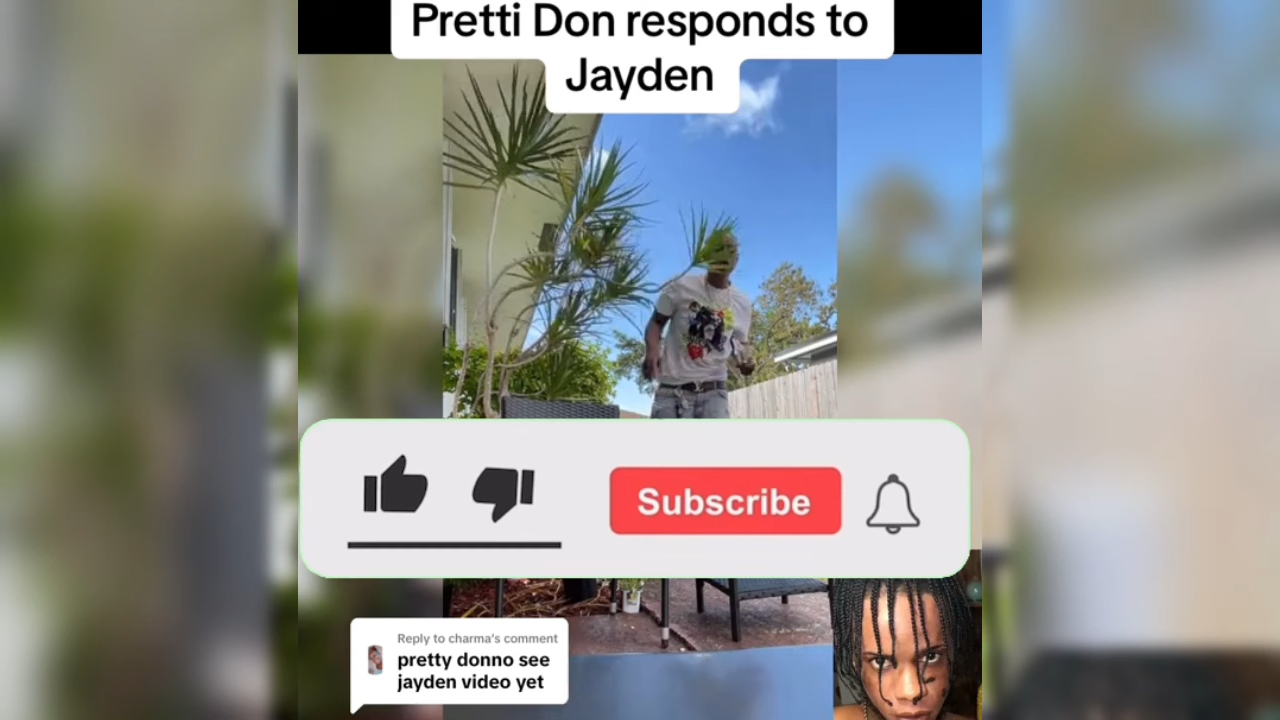 Pretti Don responds to
Jayden
Subscribe
Reply to charma's comment
pretty donno see
jayden video yet